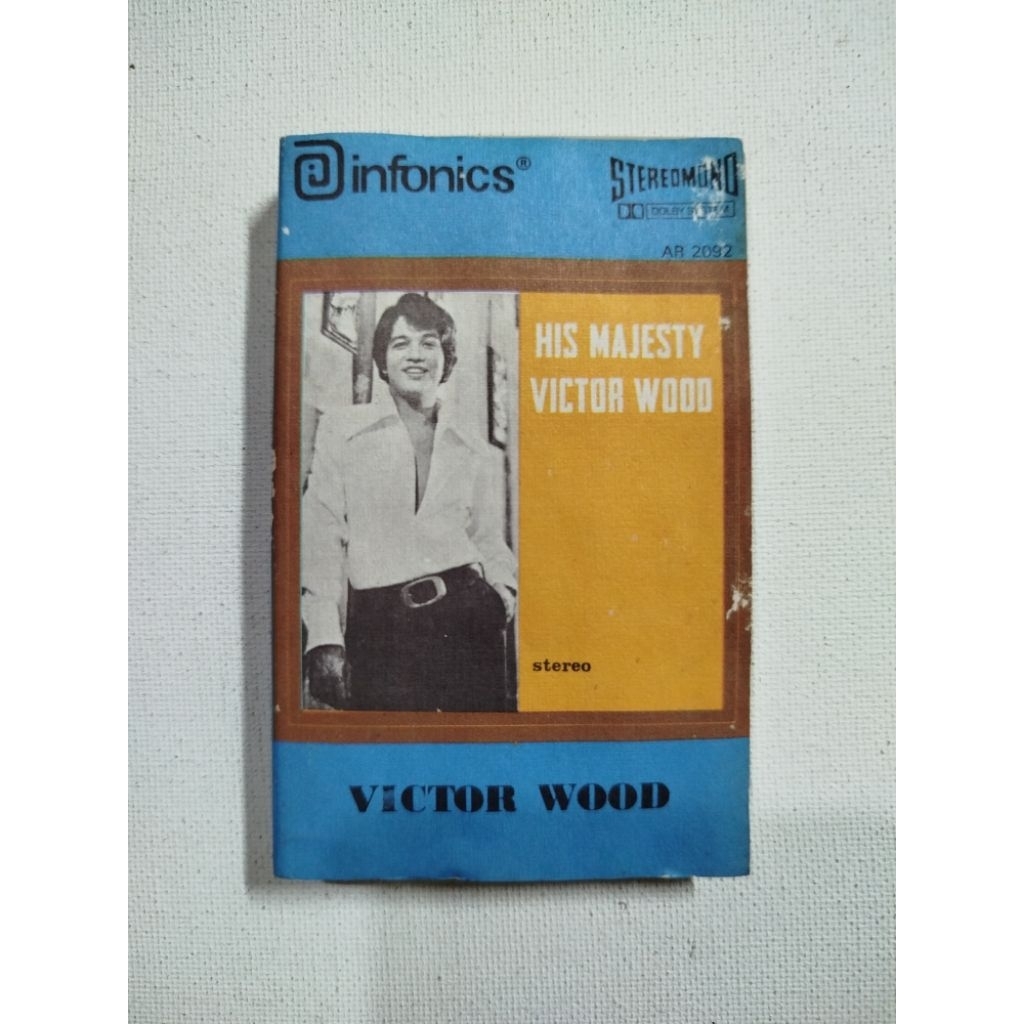 infonics®
STEREOMONO
DOLBY SYSTEM
AR 2092
HIS MAJESTY
VICTOR WOOD
stereo
VICTOR WOOD